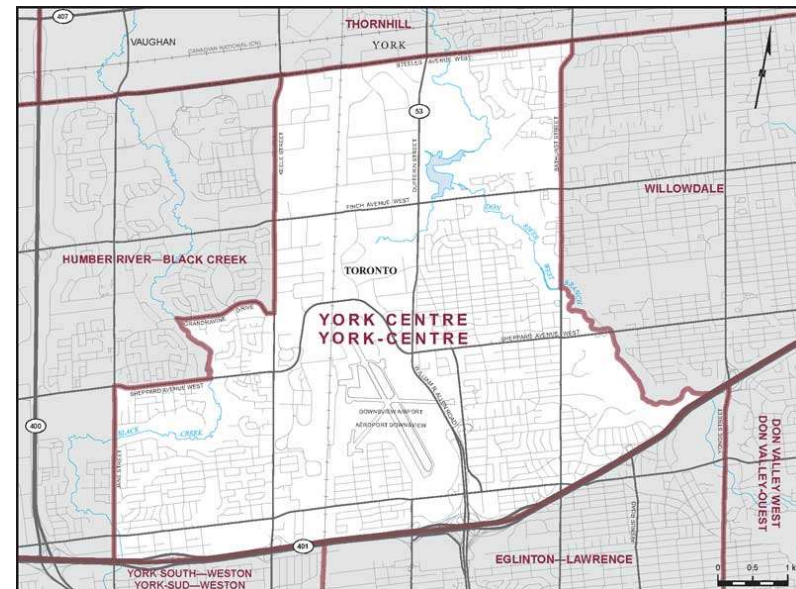 407
THORNHILL
VAUGHAN
YORK
CANADIAN NATIONAL (CN)
STEELES AVENUE WEST
N
53
KEELE STREET
DUFFERIN STREET
BATHURST STREET
WILLOWDALE
FINCH AVENUE WEST
DON
RIVER
WEST
BRANCH
HUMBER RIVER—BLACK CREEK
TORONTO
GRANDRAVINE DRIVE
YORK CENTRE
YORK-CENTRE
SHEPPARD AVENUE WEST
SHEPPARD AVENUE WEST
WILLIAM R. ALLEN ROAD
DOWNSVIEW AIRPORT
AÉROPORT DOWNSVIEW
BLACK CREEK
400
JANE STREET
YONGE STREET
DON VALLEY WEST
DON VALLEY-OUEST
AVENUE ROAD
401
EGLINTON—LAWRENCE
YORK SOUTH—WESTON
YORK-SUD—WESTON
0 0.5 1 k